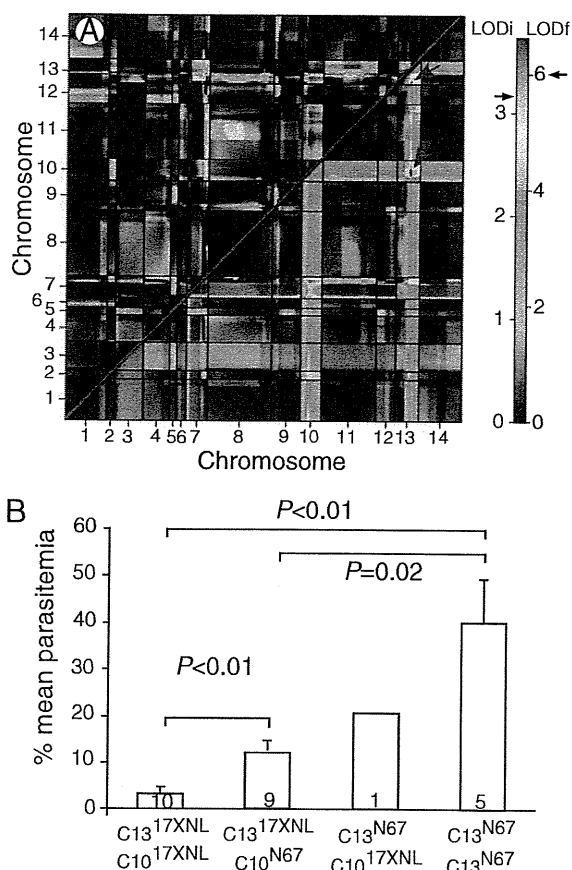 A
LODi LODf
14
13
12
11
10
9
8
7
6
5
4
3
2
1
Chromosome
6
3
4
2
2
1
0 0
1 2 3 4 5 6 7 8 9 10 11 12 13 14
Chromosome
B
P<0.01
P=0.02
P<0.01
60
50
40
30
20
10
0
% mean parasitemia
10 9 1 5
C13^17XNL C13^17XNL C13^N67 C13^N67
C10^17XNL C10^N67 C10^17XNL C13^N67